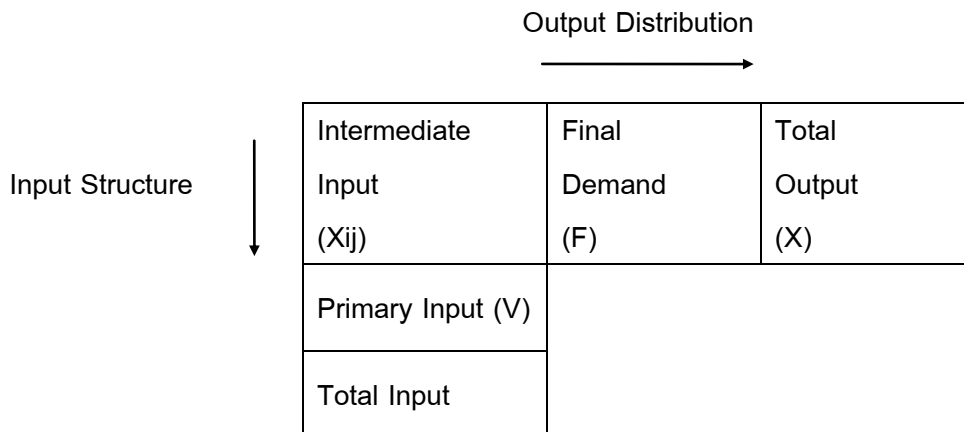 Output Distribution
Input Structure
Intermediate
Input
(Xij)
Final
Demand
(F)
Total
Output
(X)
Primary Input (V)
Total Input